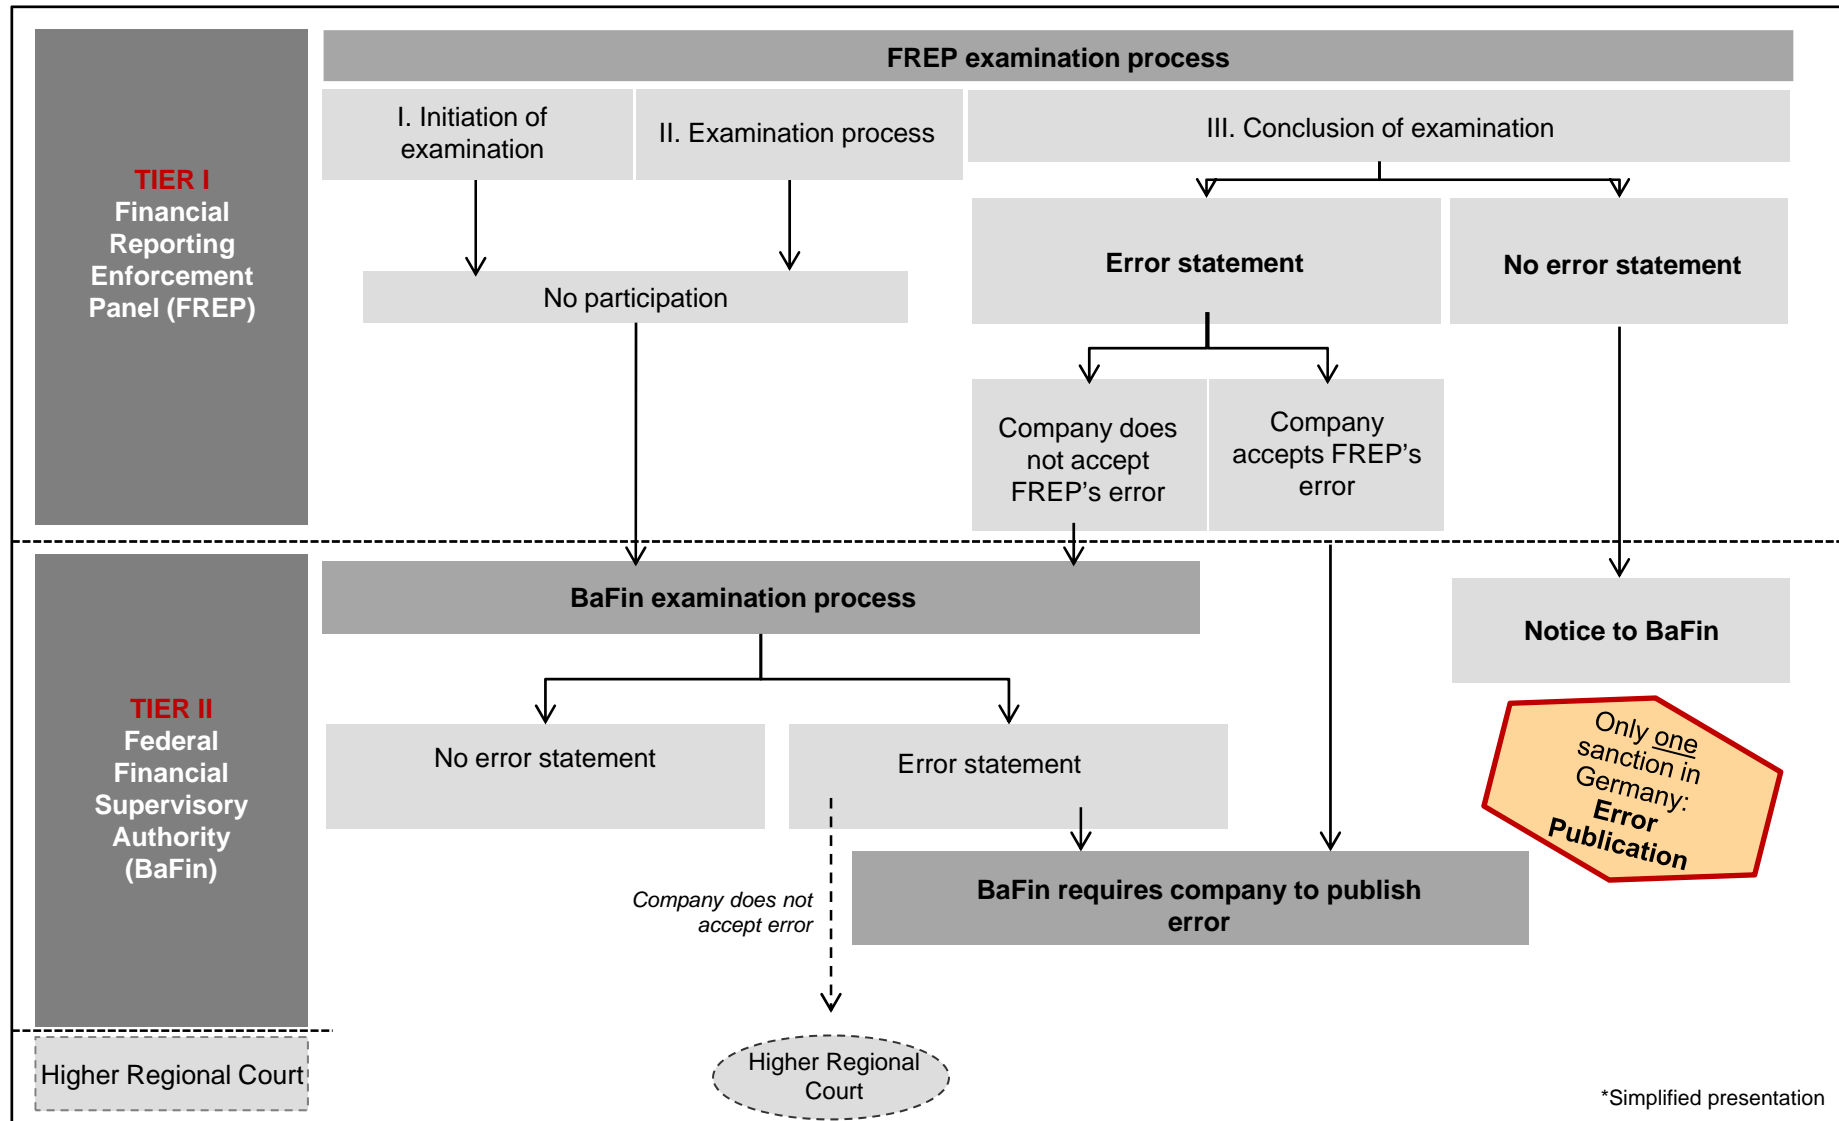 FREP examination process
TIER I
Financial
Reporting
Enforcement
Panel (FREP)
I. Initiation of
examination
II. Examination process
III. Conclusion of examination
No participation
Error statement
No error statement
Company does
not accept
FREP’s error
Company
accepts FREP’s
error
TIER II
Federal
Financial
Supervisory
Authority
(BaFin)
BaFin examination process
Notice to BaFin
No error statement
Error statement
Only one
sanction in
Germany:
Error
Publication
Company does not
accept error
BaFin requires company to publish
error
Higher Regional Court
Higher Regional
Court
*Simplified presentation